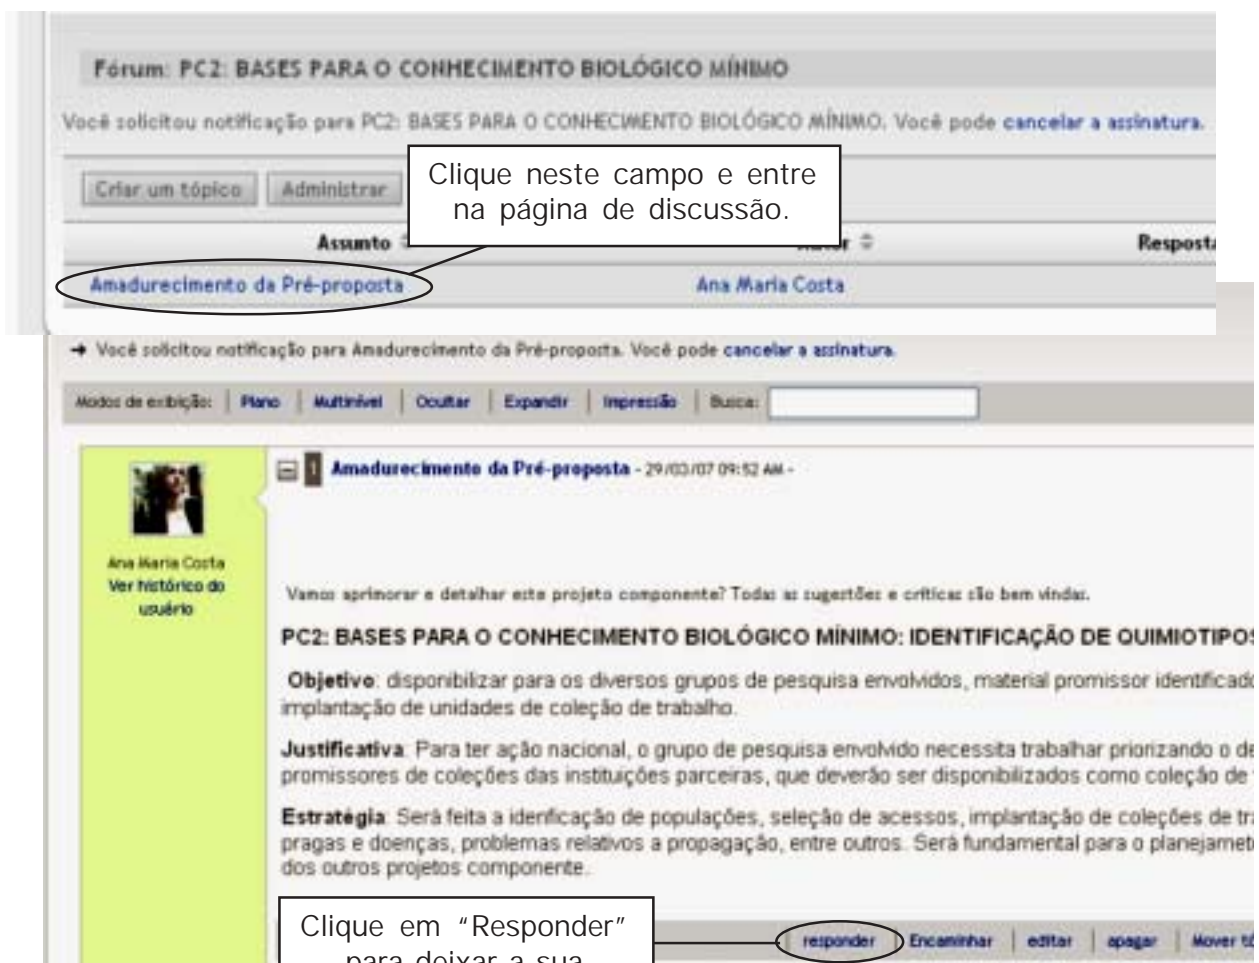 Fórum: PC2: BASES PARA O CONHECIMENTO BIOLÓGICO MÍNIMO
Você solicitou notificação para PC2: BASES PARA O CONHECIMENTO BIOLÓGICO MÍNIMO. Você pode cancelar a assinatura.
Criar um tópico Administrar
Clique neste campo e entre
na página de discussão.
Assunto
Amadurecimento da Pré-proposta Ana Maria Costa
→ Você solicitou notificação para Amadurecimento da Pré-proposta. Você pode cancelar a assinatura.
Modos de exibição: | Plano | Multinível | Ocultar | Expandir | Impressão | Busca:
1 Amadurecimento da Pré-proposta - 29/03/07 09:52 AM -
Ana Maria Costa
Ver histórico do
usuério
Vamos aprimorar e detalhar este projeto componente? Todas as sugestões e críticas são bem vindas.
PC2: BASES PARA O CONHECIMENTO BIOLÓGICO MÍNIMO: IDENTIFICAÇÃO DE QUIMIOTIPOS
Objetivo: disponibilizar para os diversos grupos de pesquisa envolvidos, material promissor identificado
implantação de unidades de coleção de trabalho.
Justificativa: Para ter ação nacional, o grupo de pesquisa envolvido necessita trabalhar priorizando o de
promissores de coleções das instituições parceiras, que deverão ser disponibilizados como coleção de
Estratégia: Será feita a idenficação de populações, seleção de acessos, implantação de coleções de tra
pragas e doenças, problemas relativos a propagação, entre outros. Será fundamental para o planejamet
dos outros projetos componente.
Clique em "Responder"
para deixar a sua
| responder | Encaminhar | editar | apagar | Mover tó